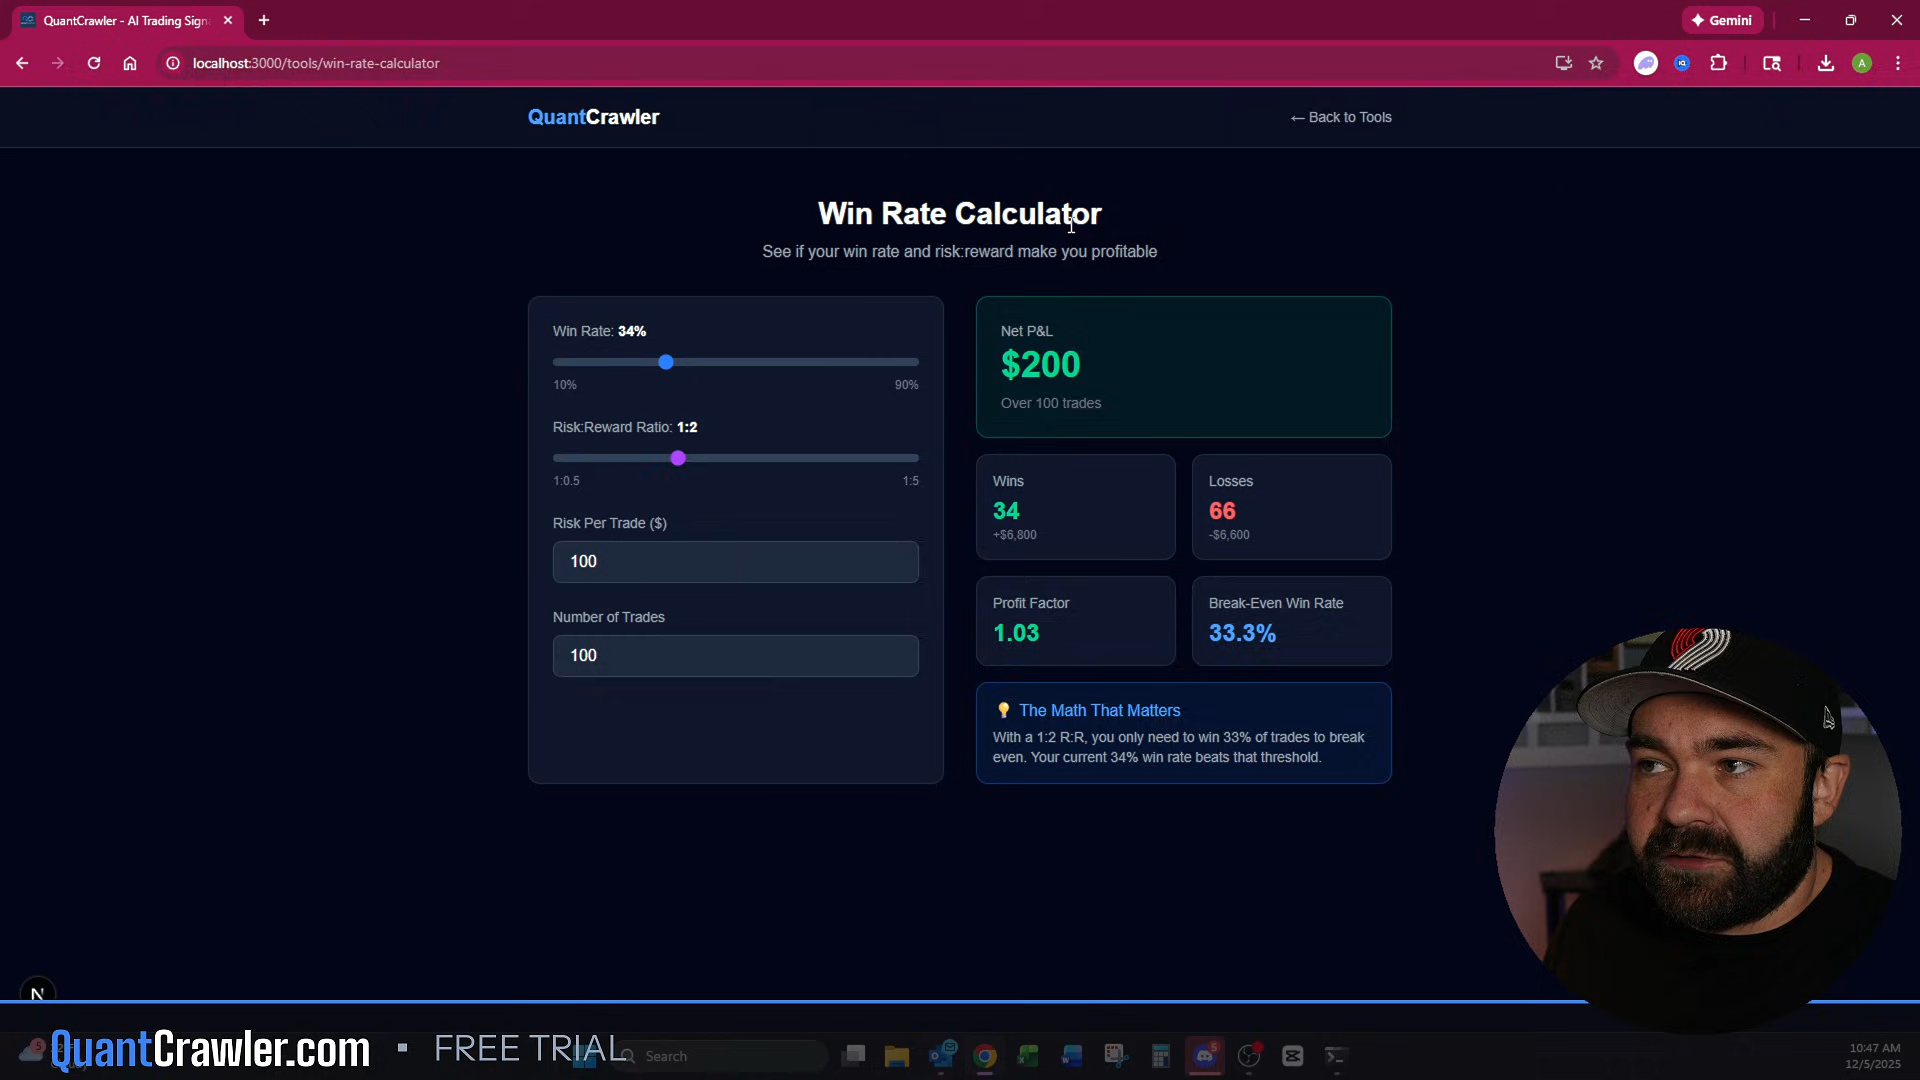 QuantCrawler - AI Trading Sign
Gemini
localhost:3000/tools/win-rate-calculator
A
QuantCrawler
← Back to Tools
Win Rate Calculator
See if your win rate and risk:reward make you profitable
Win Rate: 34%
10%
90%
Risk:Reward Ratio: 1:2
1:0.5
1:5
Risk Per Trade ($)
100
Number of Trades
100
Net P&L
$200
Over 100 trades
Wins
34
+$6,800
Losses
66
-$6,600
Profit Factor
1.03
Break-Even Win Rate
33.3%
💡 The Math That Matters
With a 1:2 R:R, you only need to win 33% of trades to break
even. Your current 34% win rate beats that threshold.
N
QuantCrawler.com ▪ FREE TRIAL
Search
5
5
10:47 AM
12/5/2025